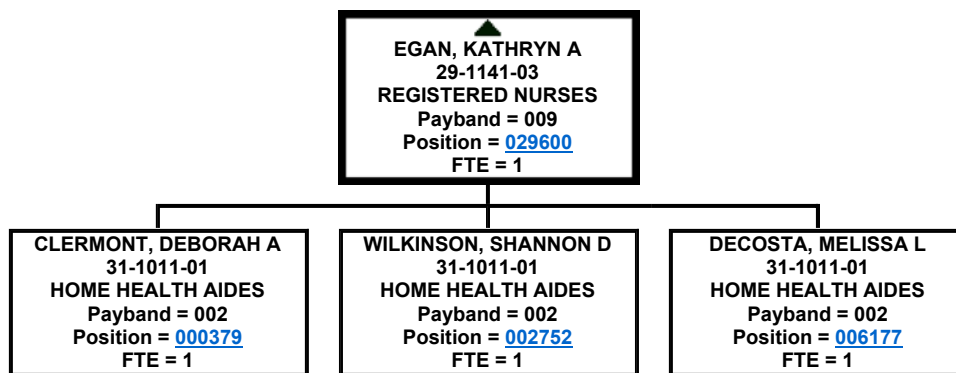 EGAN, KATHRYN A
29-1141-03
REGISTERED NURSES
Payband = 009
Position = 029600
FTE = 1
CLERMONT, DEBORAH A
31-1011-01
HOME HEALTH AIDES
Payband = 002
Position = 000379
FTE = 1
WILKINSON, SHANNON D
31-1011-01
HOME HEALTH AIDES
Payband = 002
Position = 002752
FTE = 1
DECOSTA, MELISSA L
31-1011-01
HOME HEALTH AIDES
Payband = 002
Position = 006177
FTE = 1